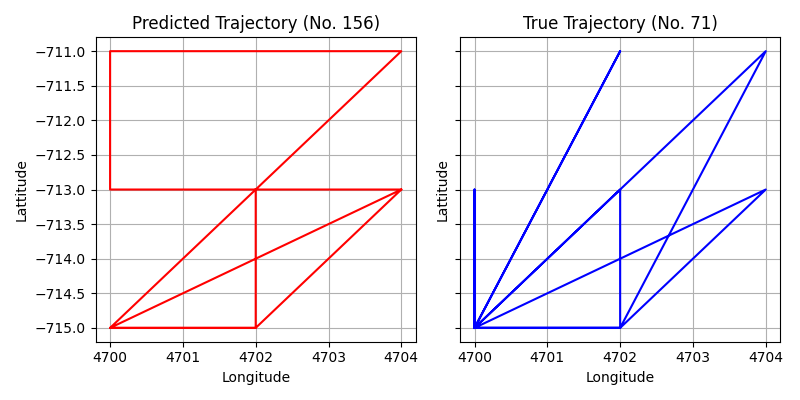 Predicted Trajectory (No. 156)
True Trajectory (No. 71)
Lattitude
−711.0
−711.5
−712.0
−712.5
−713.0
−713.5
−714.0
−714.5
−715.0
4700 4701 4702 4703 4704
Longitude
Lattitude
4700 4701 4702 4703 4704
Longitude